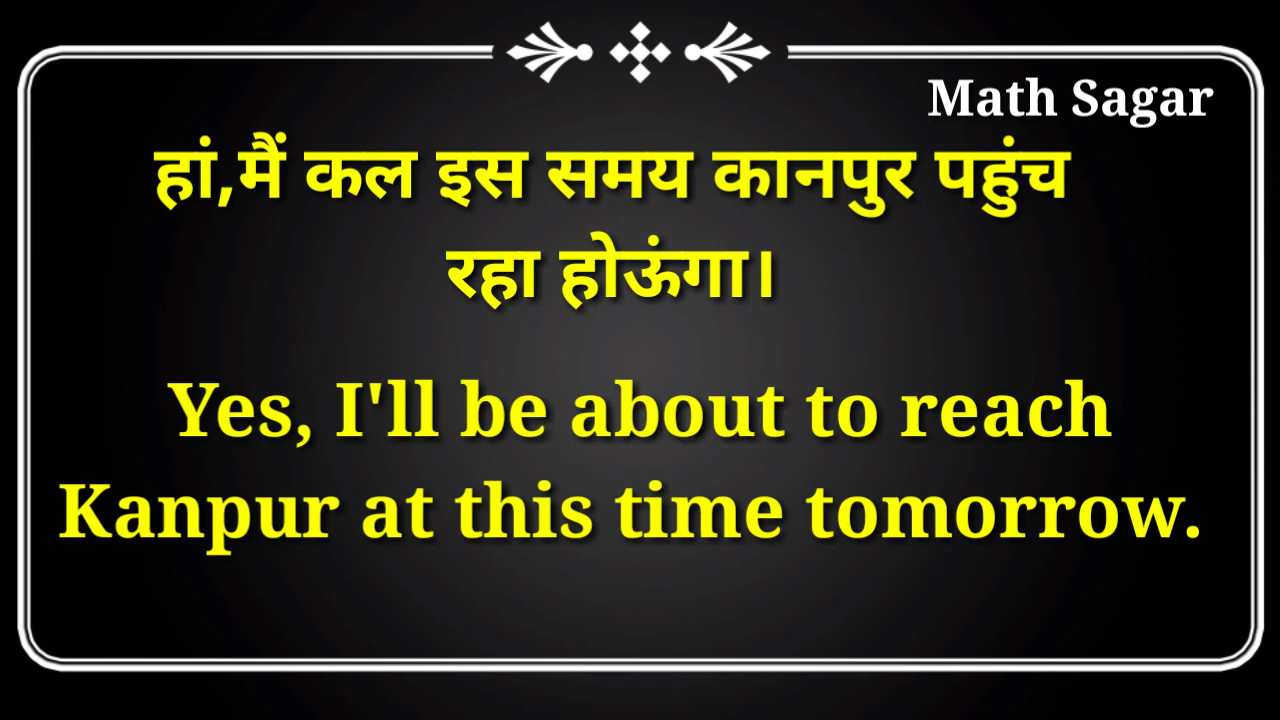 Math Sagar
हां,मैं कल इस समय कानपुर पहुंच
रहा होऊंगा।
Yes, I'll be about to reach
Kanpur at this time tomorrow.